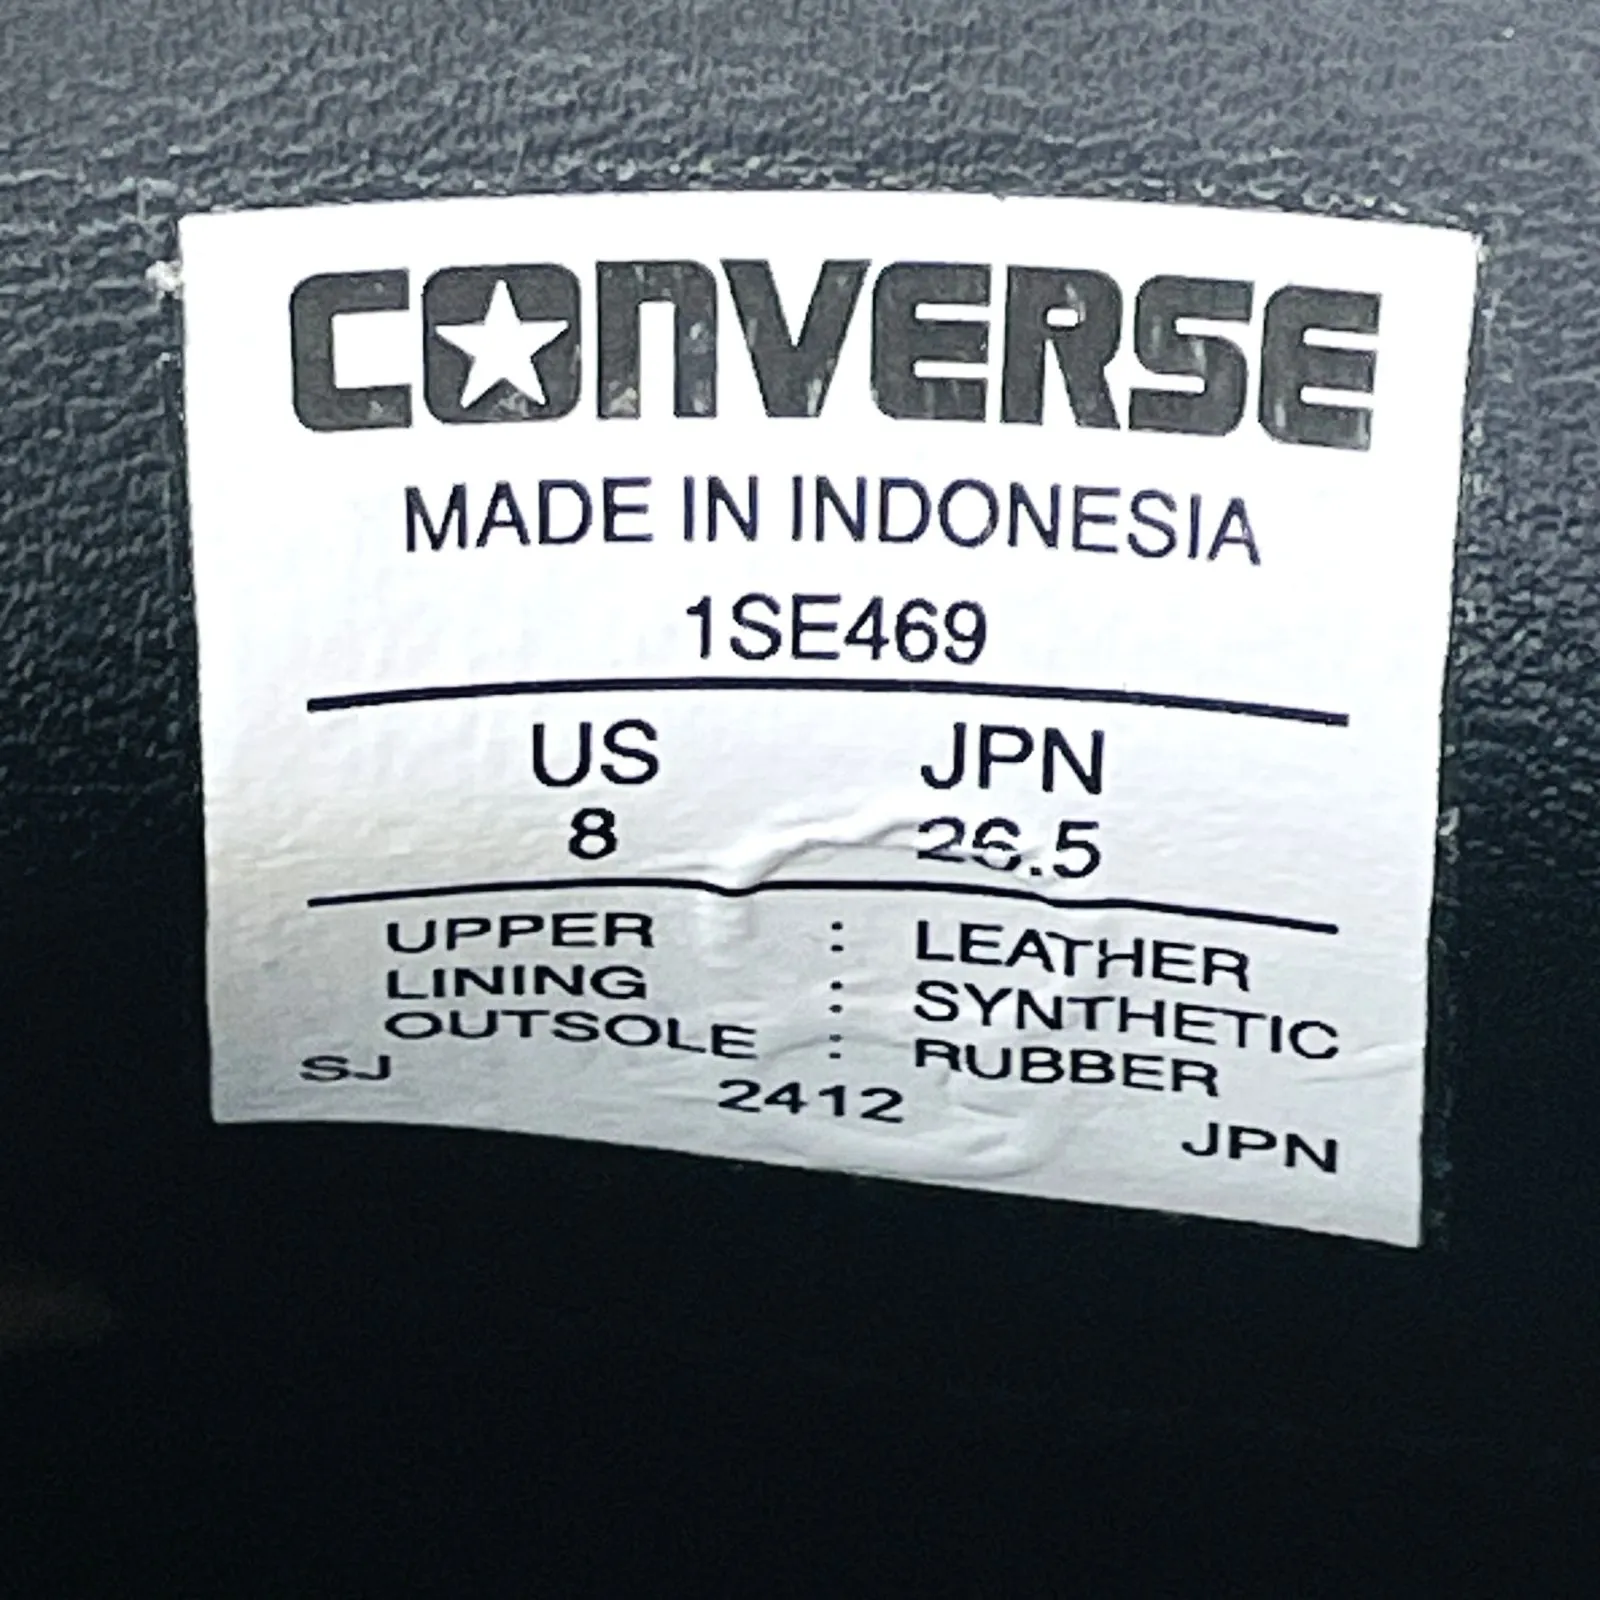 CONVERSE
MADE IN INDONESIA
1SE469
US JPN
8 26.5
UPPER : LEATHER
LINING : SYNTHETIC
OUTSOLE : RUBBER
SJ 2412 JPN